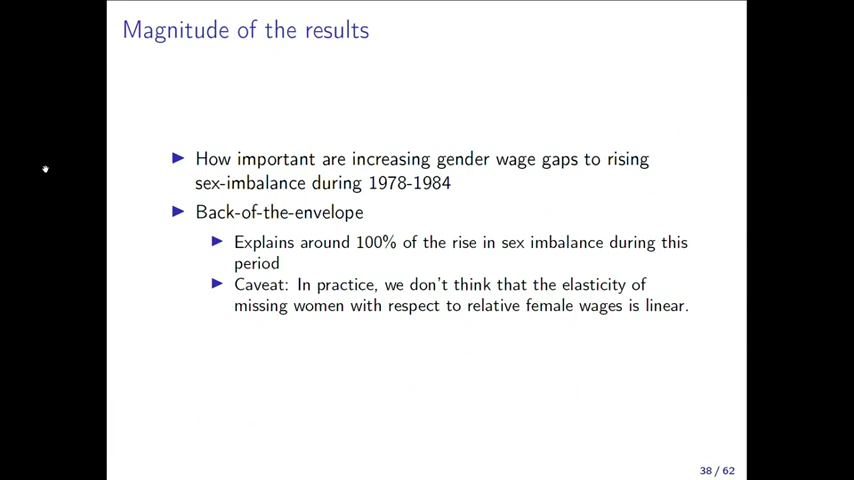 Magnitude of the results
How important are increasing gender wage gaps to rising
sex-imbalance during 1978-1984
Back-of-the-envelope
Explains around 100% of the rise in sex imbalance during this
period
Caveat: In practice, we don't think that the elasticity of
missing women with respect to relative female wages is linear.
38 / 62